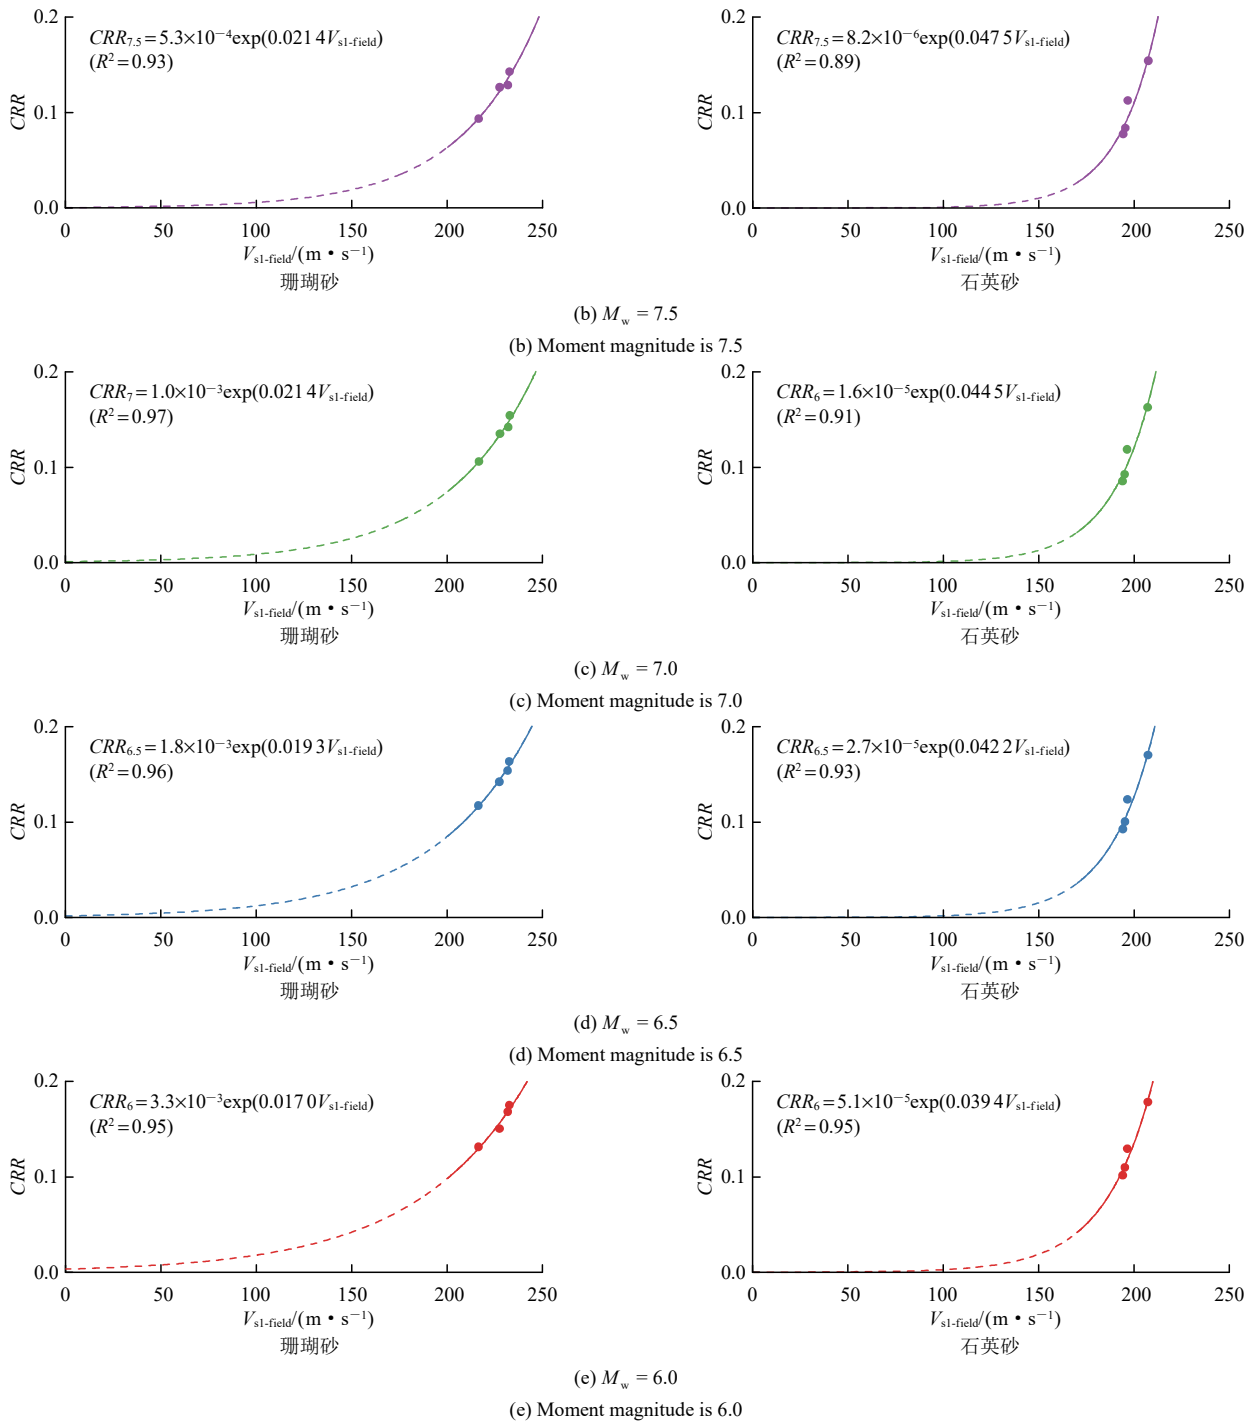 CRR₇.₅=5.3×10⁻⁴exp(0.021 4Vs1-field)
(R²=0.93)
0.2
0.1
0.0
CRR
0 50 100 150 200 250
Vs1-field/(m·s⁻¹)
珊瑚砂
CRR₇.₅=8.2×10⁻⁶exp(0.047 5Vs1-field)
(R²=0.89)
0.2
0.1
0.0
CRR
0 50 100 150 200 250
Vs1-field/(m·s⁻¹)
石英砂
(b) Mw = 7.5
(b) Moment magnitude is 7.5
CRR₇=1.0×10⁻³exp(0.021 4Vs1-field)
(R²=0.97)
0.2
0.1
0.0
CRR
0 50 100 150 200 250
Vs1-field/(m·s⁻¹)
珊瑚砂
CRR₆=1.6×10⁻⁵exp(0.044 5Vs1-field)
(R²=0.91)
0.2
0.1
0.0
CRR
0 50 100 150 200 250
Vs1-field/(m·s⁻¹)
石英砂
(c) Mw = 7.0
(c) Moment magnitude is 7.0
CRR₆.₅=1.8×10⁻³exp(0.019 3Vs1-field)
(R²=0.96)
0.2
0.1
0.0
CRR
0 50 100 150 200 250
Vs1-field/(m·s⁻¹)
珊瑚砂
CRR₆.₅=2.7×10⁻⁵exp(0.042 2Vs1-field)
(R²=0.93)
0.2
0.1
0.0
CRR
0 50 100 150 200 250
Vs1-field/(m·s⁻¹)
石英砂
(d) Mw = 6.5
(d) Moment magnitude is 6.5
CRR₆=3.3×10⁻³exp(0.017 0Vs1-field)
(R²=0.95)
0.2
0.1
0.0
CRR
0 50 100 150 200 250
Vs1-field/(m·s⁻¹)
珊瑚砂
CRR₆=5.1×10⁻⁵exp(0.039 4Vs1-field)
(R²=0.95)
0.2
0.1
0.0
CRR
0 50 100 150 200 250
Vs1-field/(m·s⁻¹)
石英砂
(e) Mw = 6.0
(e) Moment magnitude is 6.0